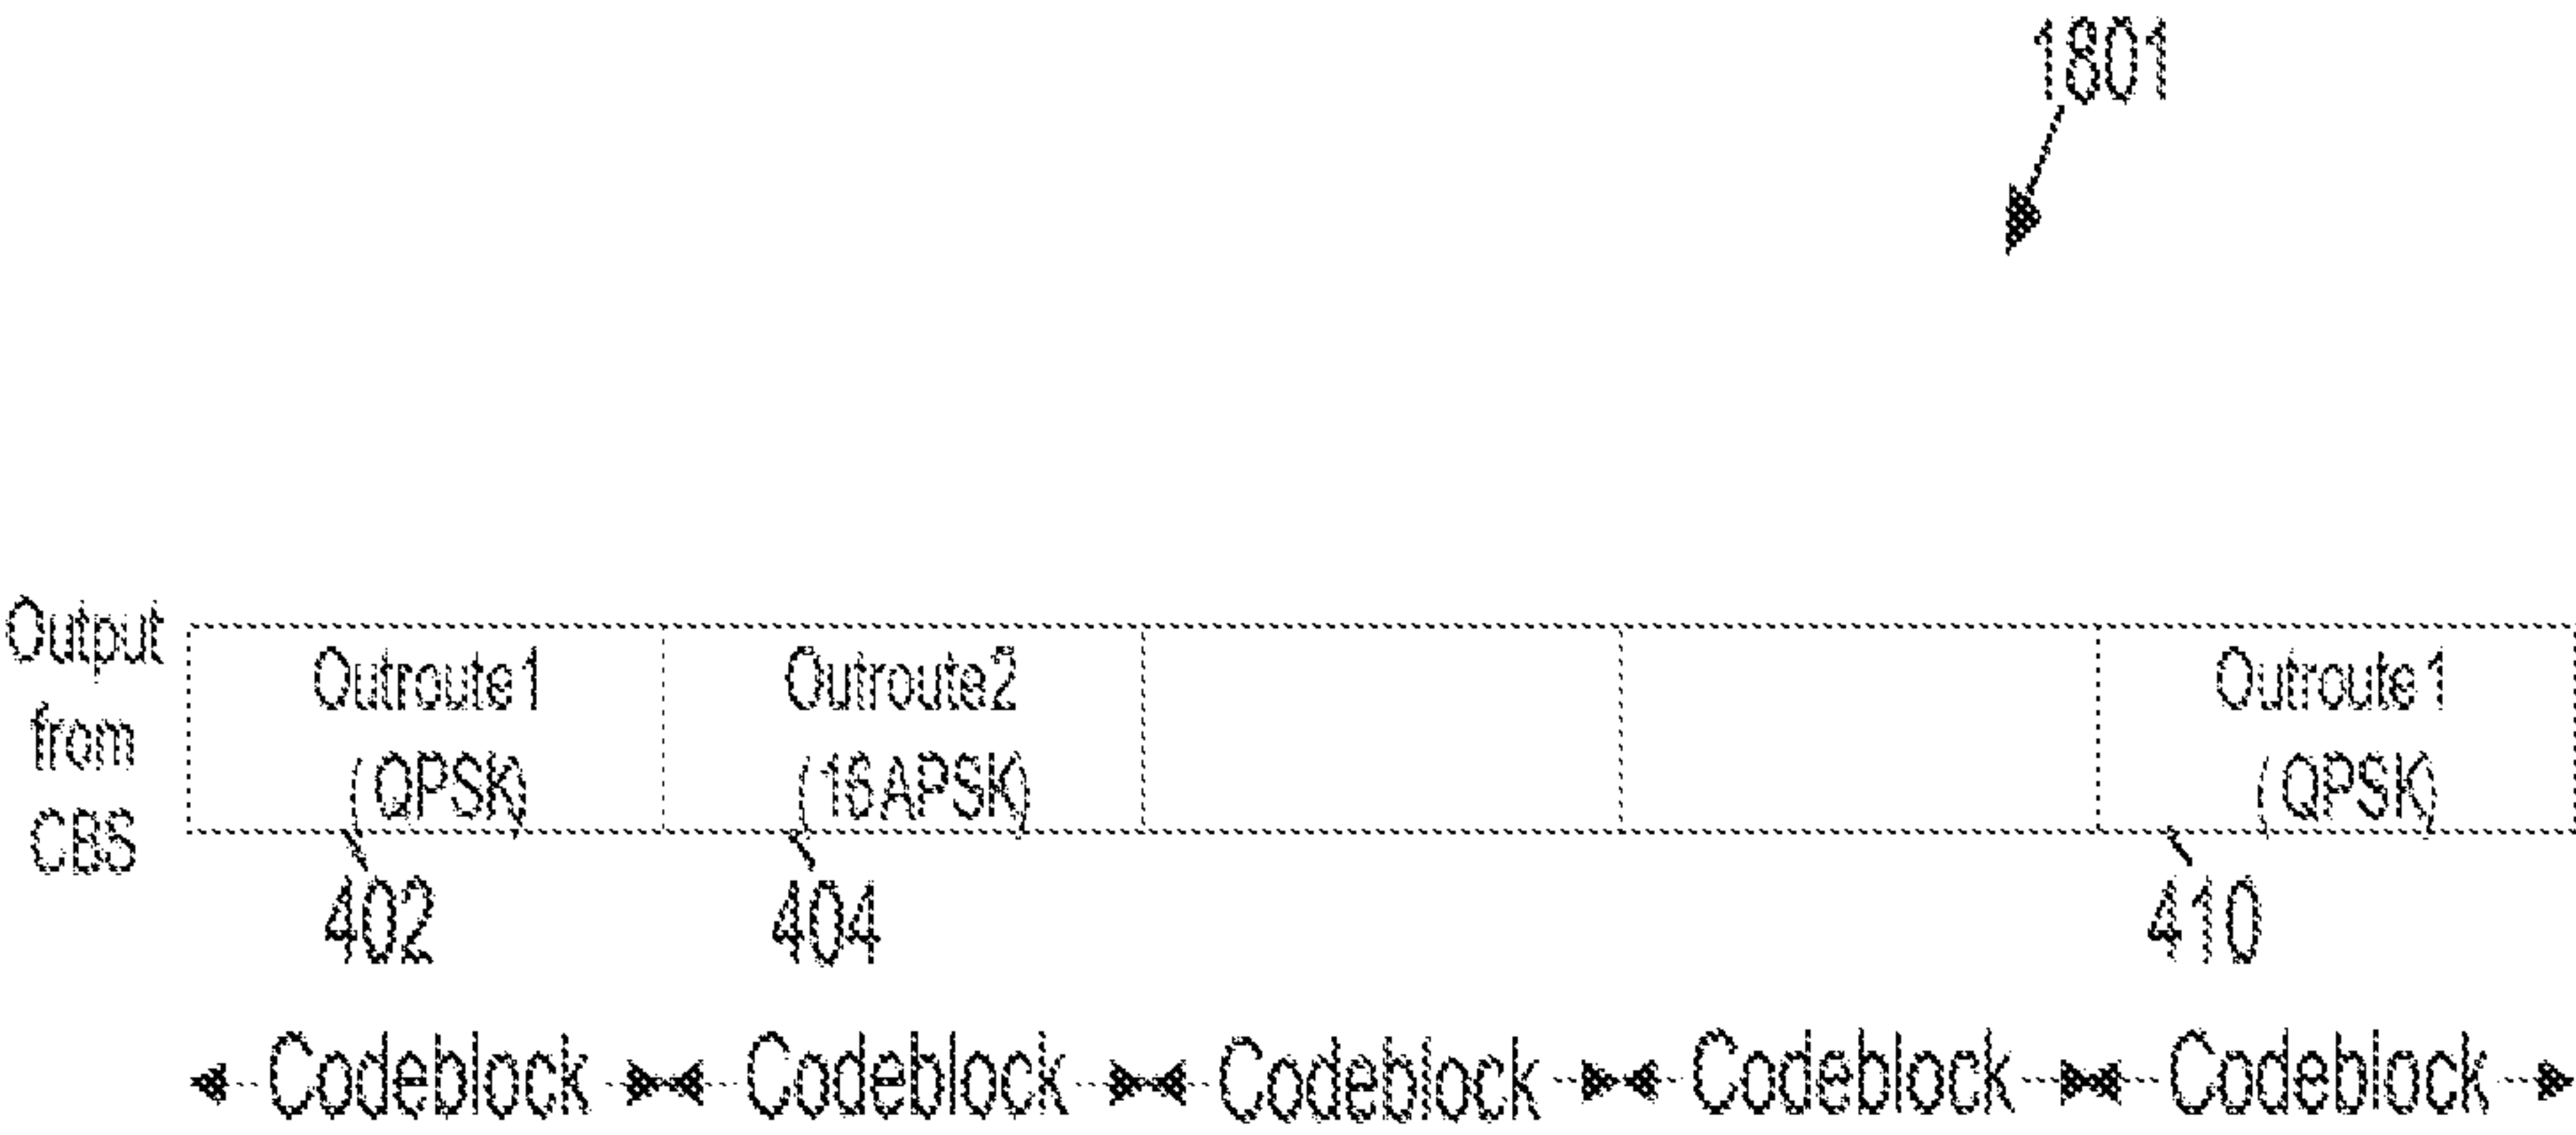 1801
Output
from
CBS
Outroute1
(QPSK)
Outroute2
(16APSK)
Outroute1
(QPSK)
402
404
410
Codeblock Codeblock Codeblock Codeblock Codeblock